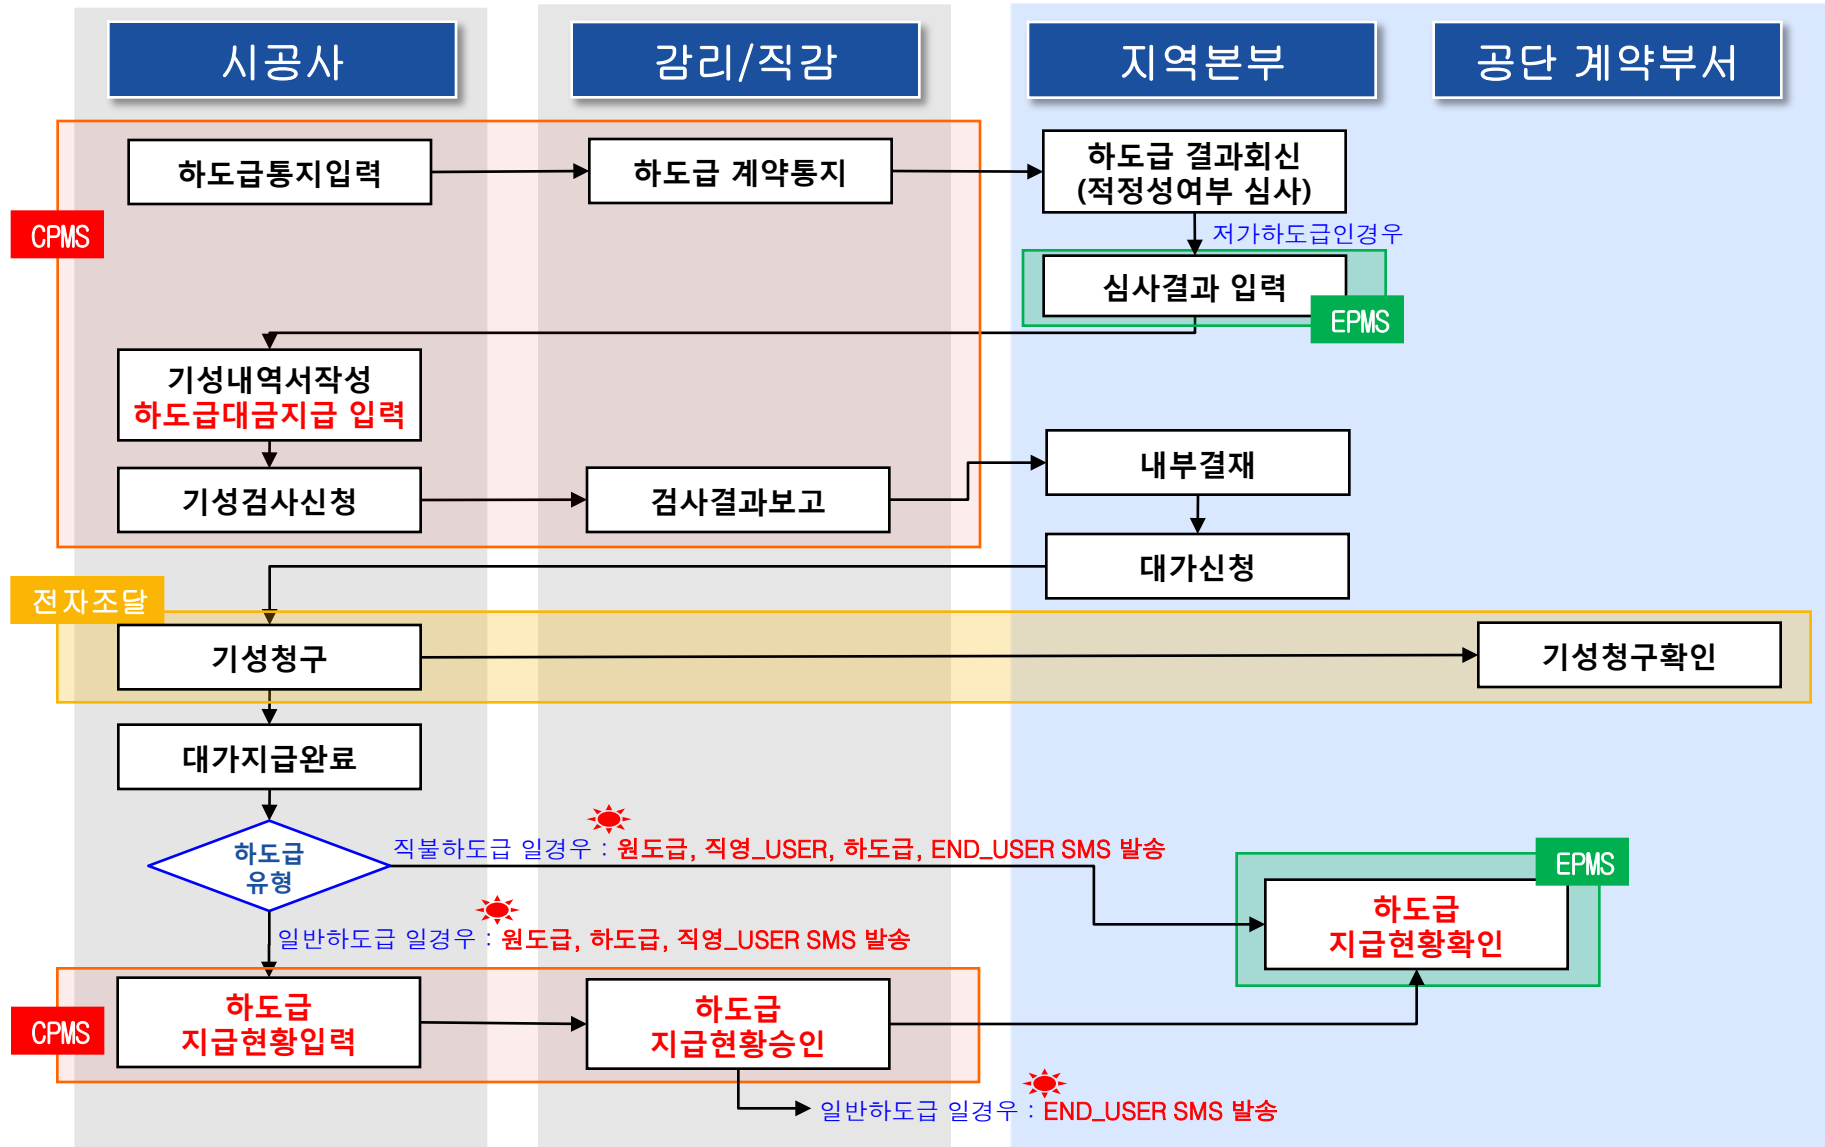 시공사
감리/직감
지역본부
공단 계약부서
하도급통지입력
하도급 계약통지
하도급 결과회신
(적정성여부 심사)
CPMS
저가하도급인경우
심사결과 입력
EPMS
기성내역서작성
하도급대금지급 입력
기성검사신청
검사결과보고
내부결재
대가신청
전자조달
기성청구
기성청구확인
대가지급완료
하도급
유형
직불하도급 일경우 : 원도급, 직영_USER, 하도급, END_USER SMS 발송
EPMS
하도급
지급현황확인
일반하도급 일경우 : 원도급, 하도급, 직영_USER SMS 발송
CPMS
하도급
지급현황입력
하도급
지급현황승인
일반하도급 일경우 : END_USER SMS 발송